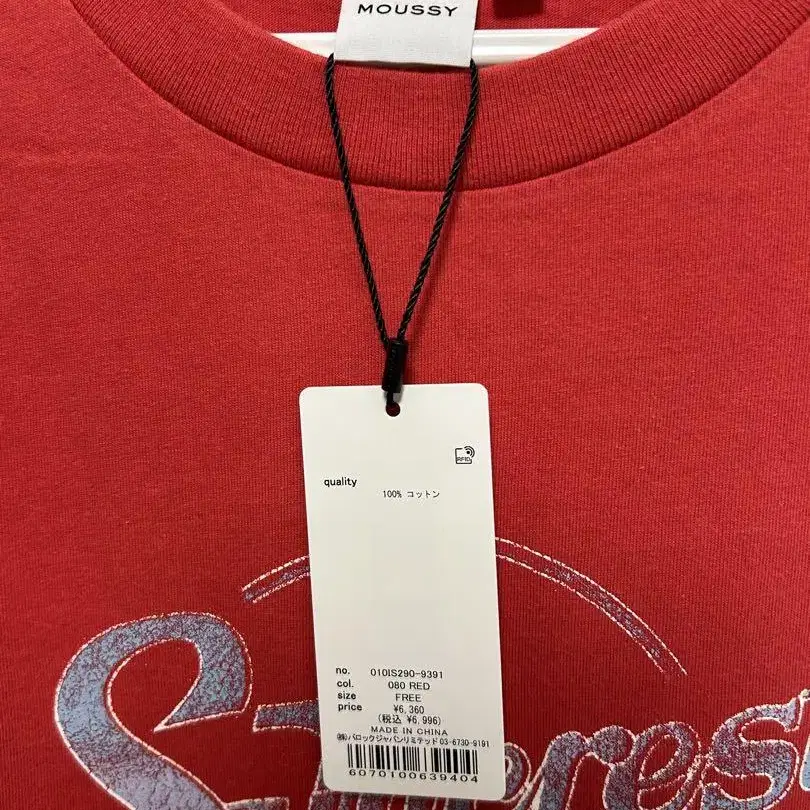 MOUSSY
RFID
quality
100% コットン
no. 010IS290-9391
col. 080 RED
size FREE
price ¥6,360
(税込 ¥6,996)
MADE IN CHINA
㈱バロックジャパンリミテッド 03-6730-9191
6070100639404